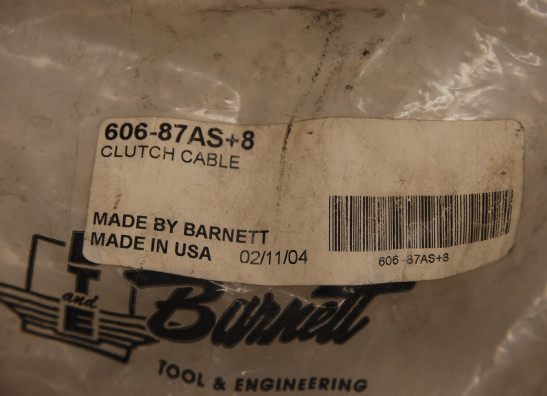 606-87AS+8
CLUTCH CABLE
MADE BY BARNETT
MADE IN USA 02/11/04
606-87AS+8
LT
and
E
Barnett
TOOL & ENGINEERING